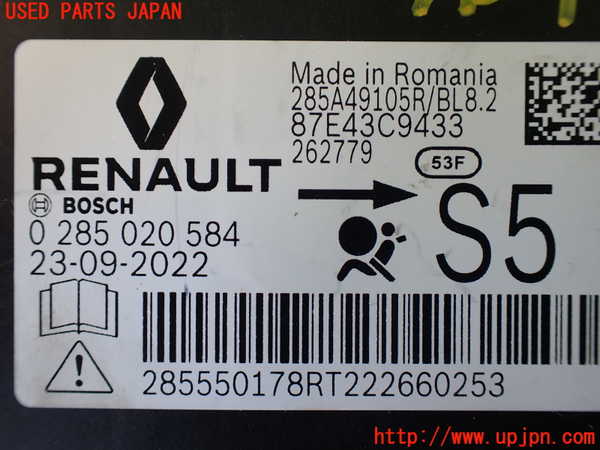 USED PARTS JAPAN
Made in Romania
285A49105R/BL8.2
87E43C9433
262779
53F
RENAULT
BOSCH
S5
0 285 020 584
23-09-2022
285550178RT222660253
http://www.upjpn.com/